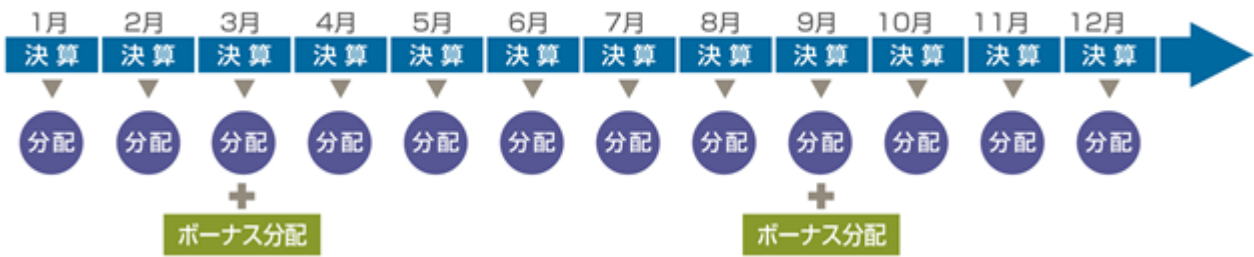 1月 2月 3月 4月 5月 6月 7月 8月 9月 10月 11月 12月
決算 決算 決算 決算 決算 決算 決算 決算 決算 決算 決算 決算
分配 分配 分配 分配 分配 分配 分配 分配 分配 分配 分配 分配
ボーナス分配 ボーナス分配